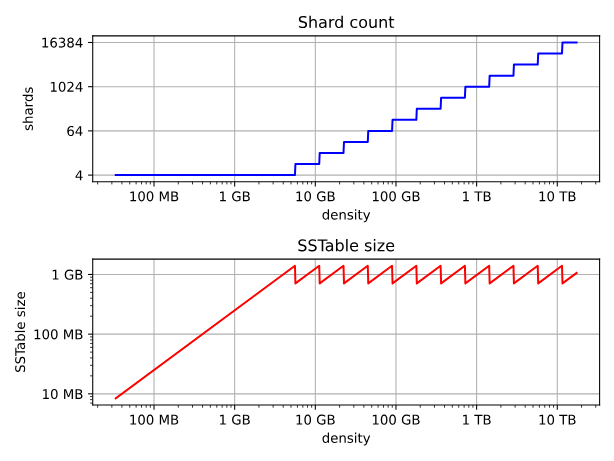 Shard count
shards
16384
1024
64
4
100 MB 1 GB 10 GB 100 GB 1 TB 10 TB
density
SSTable size
SSTable size
1 GB
100 MB
10 MB
100 MB 1 GB 10 GB 100 GB 1 TB 10 TB
density